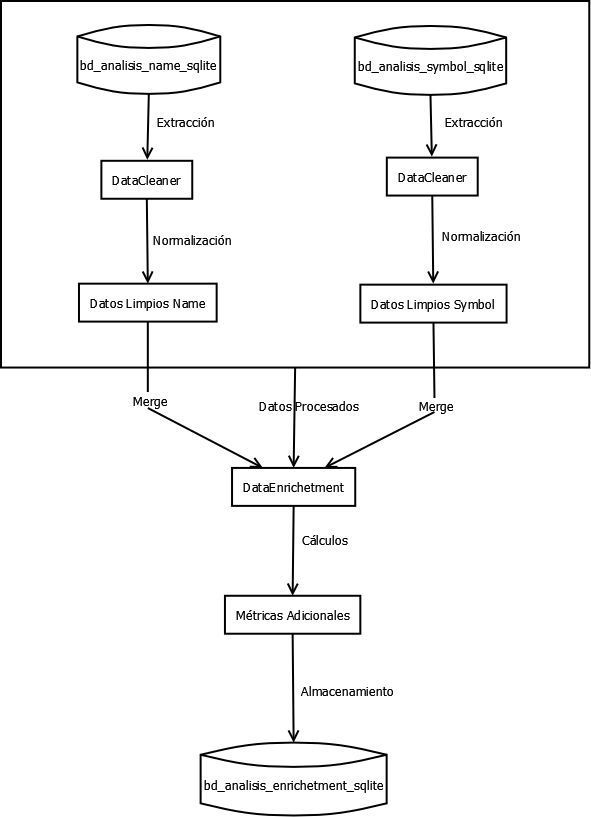 bd_analisis_name_sqlite
bd_analisis_symbol_sqlite
Extracción
Extracción
DataCleaner
DataCleaner
Normalización
Normalización
Datos Limpios Name
Datos Limpios Symbol
Merge
Datos Procesados
Merge
DataEnrichetment
Cálculos
Métricas Adicionales
Almacenamiento
bd_analisis_enrichetment_sqlite